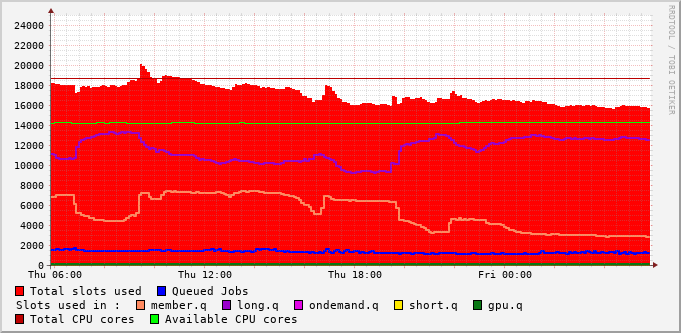 24000
22000
20000
18000
16000
14000
12000
10000
8000
6000
4000
2000
0
Thu 06:00 Thu 12:00 Thu 18:00 Fri 00:00
RRDTOOL / TOBI OETIKER
Total slots used Queued Jobs
Slots used in : member.q long.q ondemand.q short.q gpu.q
Total CPU cores Available CPU cores